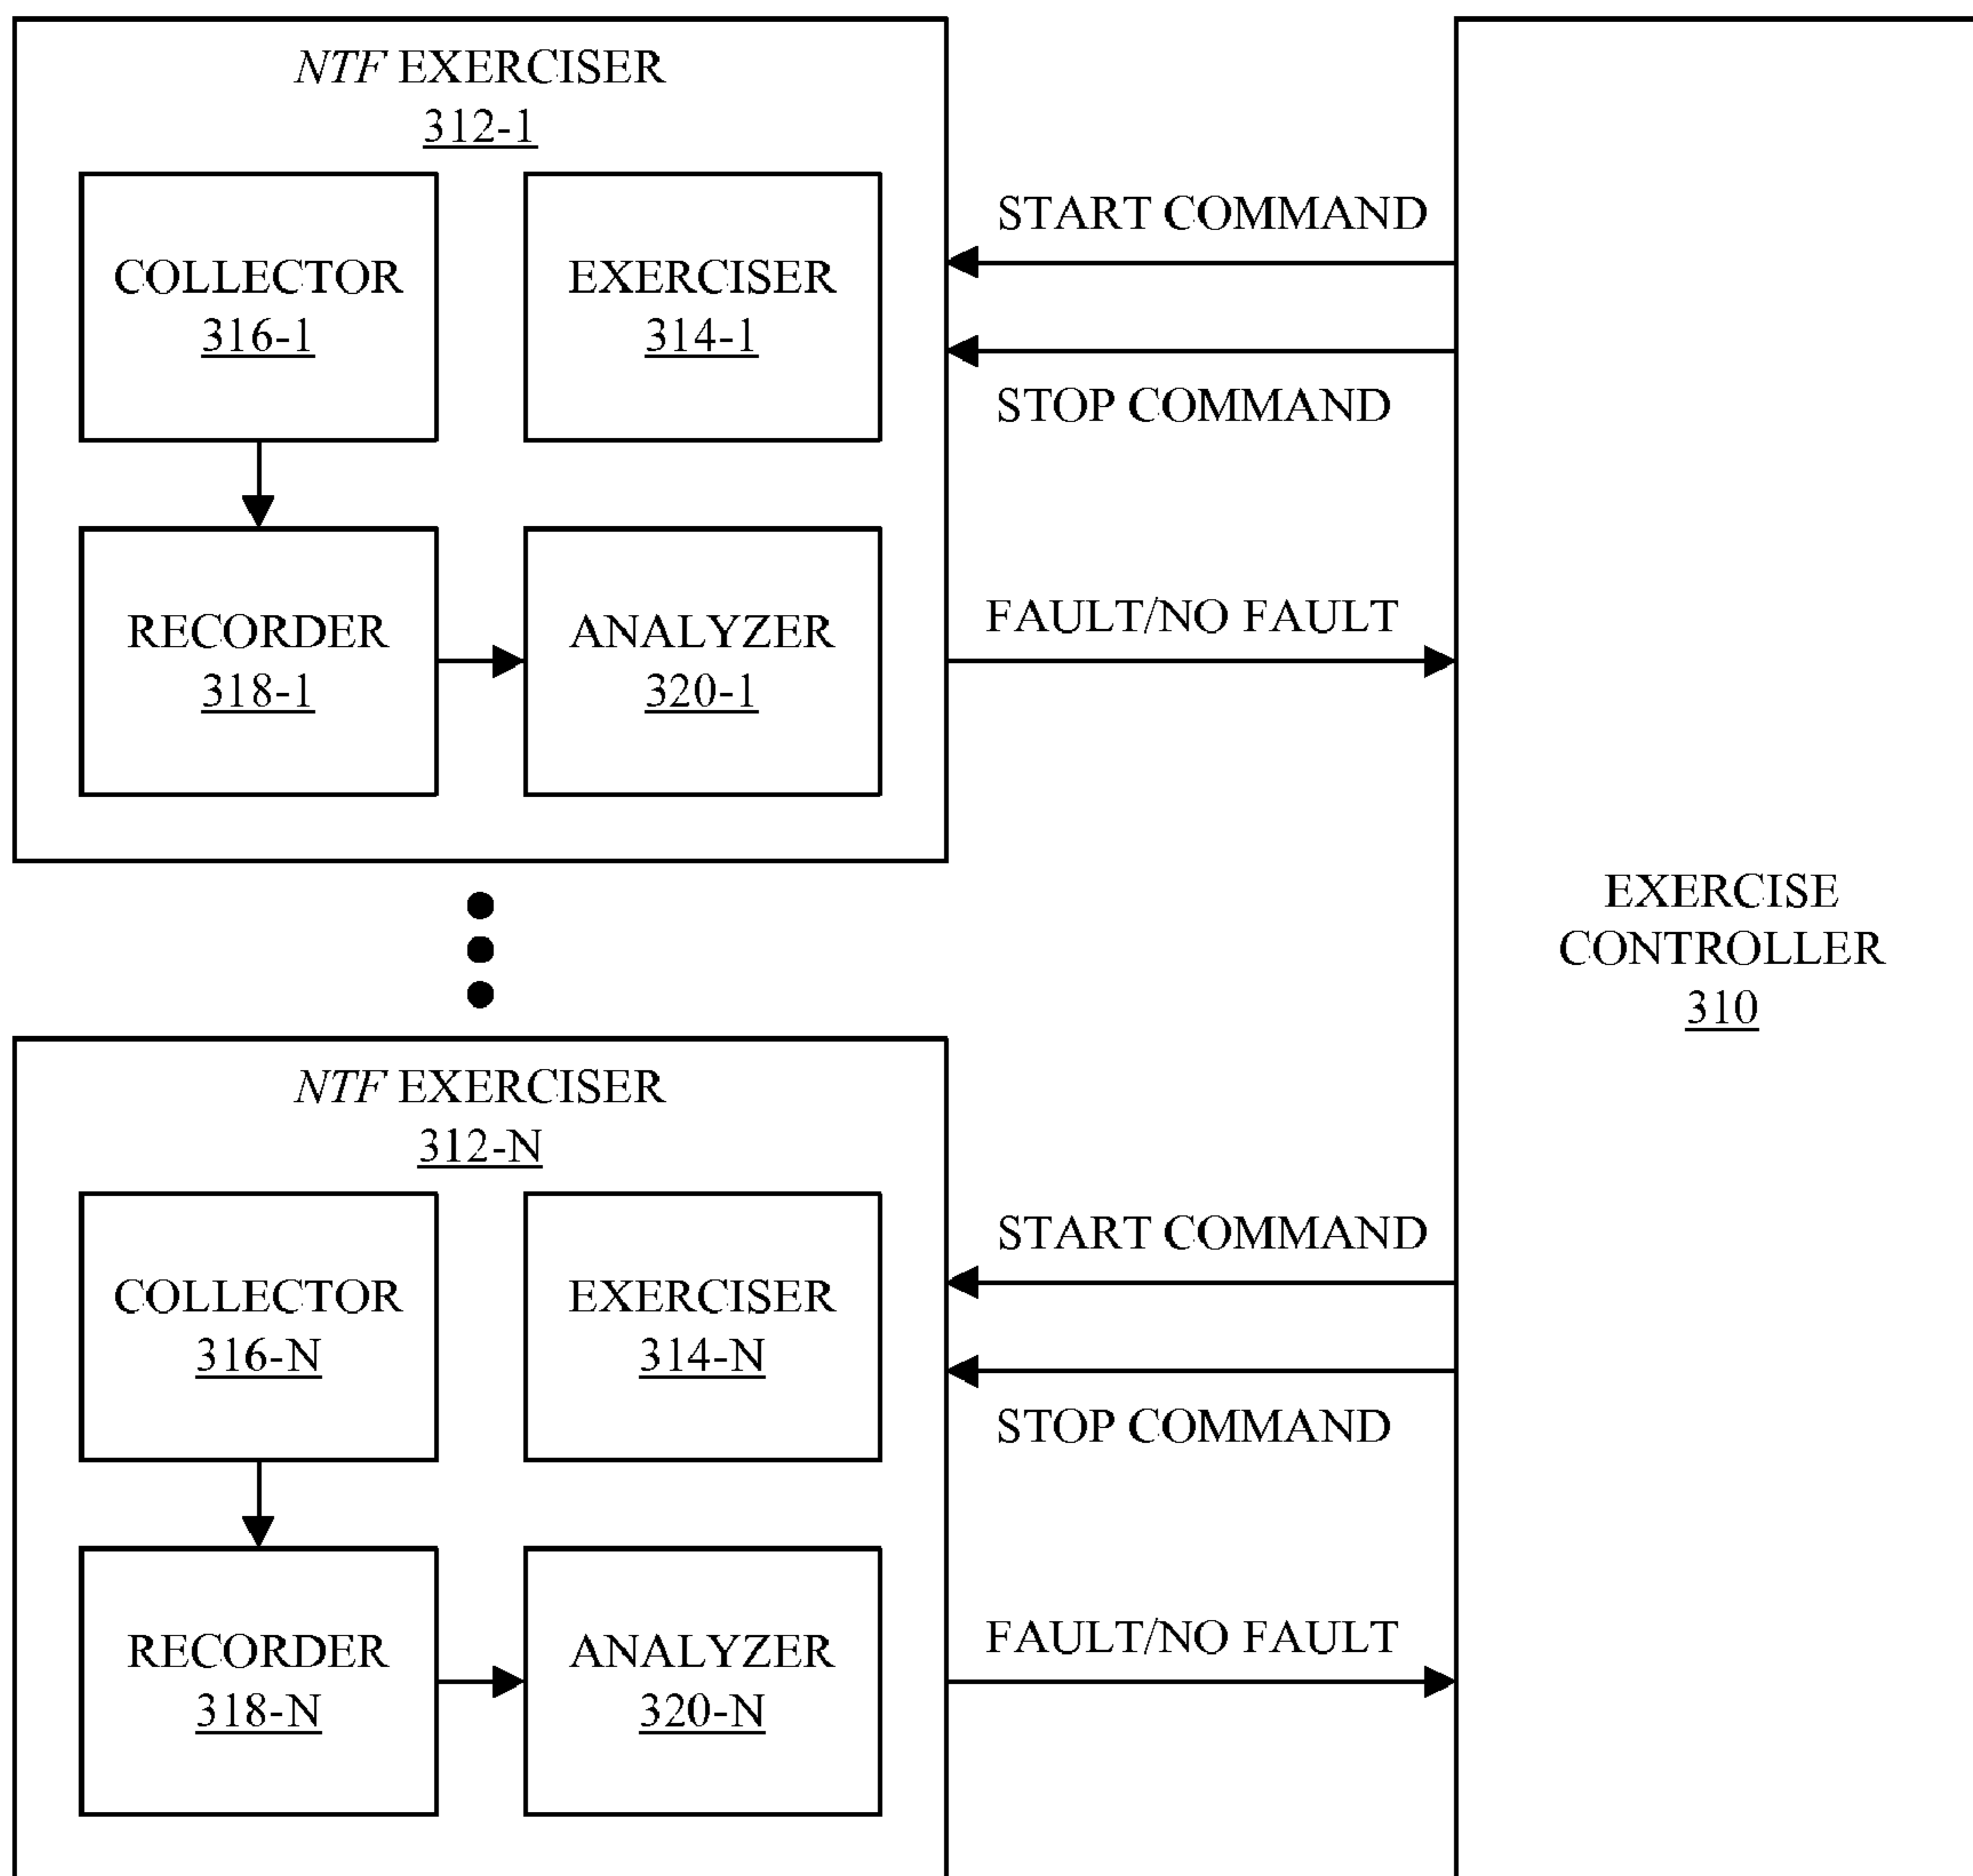 NTF EXERCISER
312-1
COLLECTOR
316-1
EXERCISER
314-1
START COMMAND
STOP COMMAND
RECORDER
318-1
ANALYZER
320-1
FAULT/NO FAULT
EXERCISE
CONTROLLER
310
NTF EXERCISER
312-N
COLLECTOR
316-N
EXERCISER
314-N
START COMMAND
STOP COMMAND
RECORDER
318-N
ANALYZER
320-N
FAULT/NO FAULT